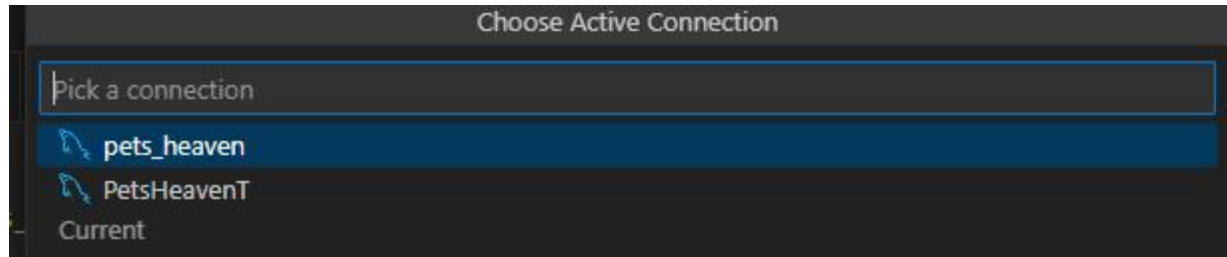 Choose Active Connection
Pick a connection
pets_heaven
PetsHeavenT
Current